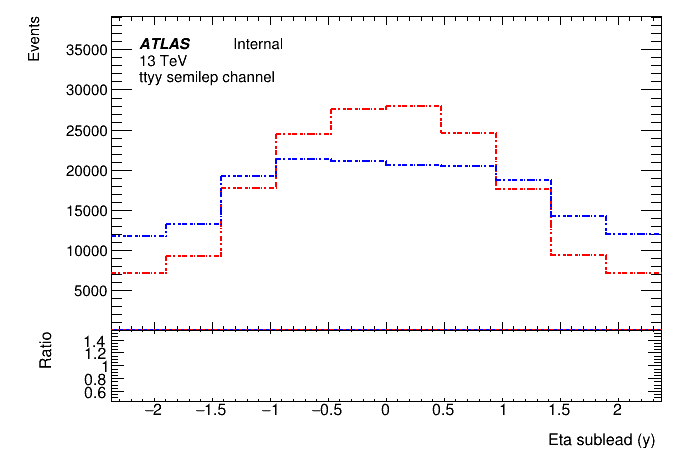 Events
35000
30000
25000
20000
15000
10000
5000
ATLAS Internal
13 TeV
ttyy semilep channel
Ratio
1.4
1.2
1
0.8
0.6
−2 −1.5 −1 −0.5 0 0.5 1 1.5 2
Eta sublead (y)